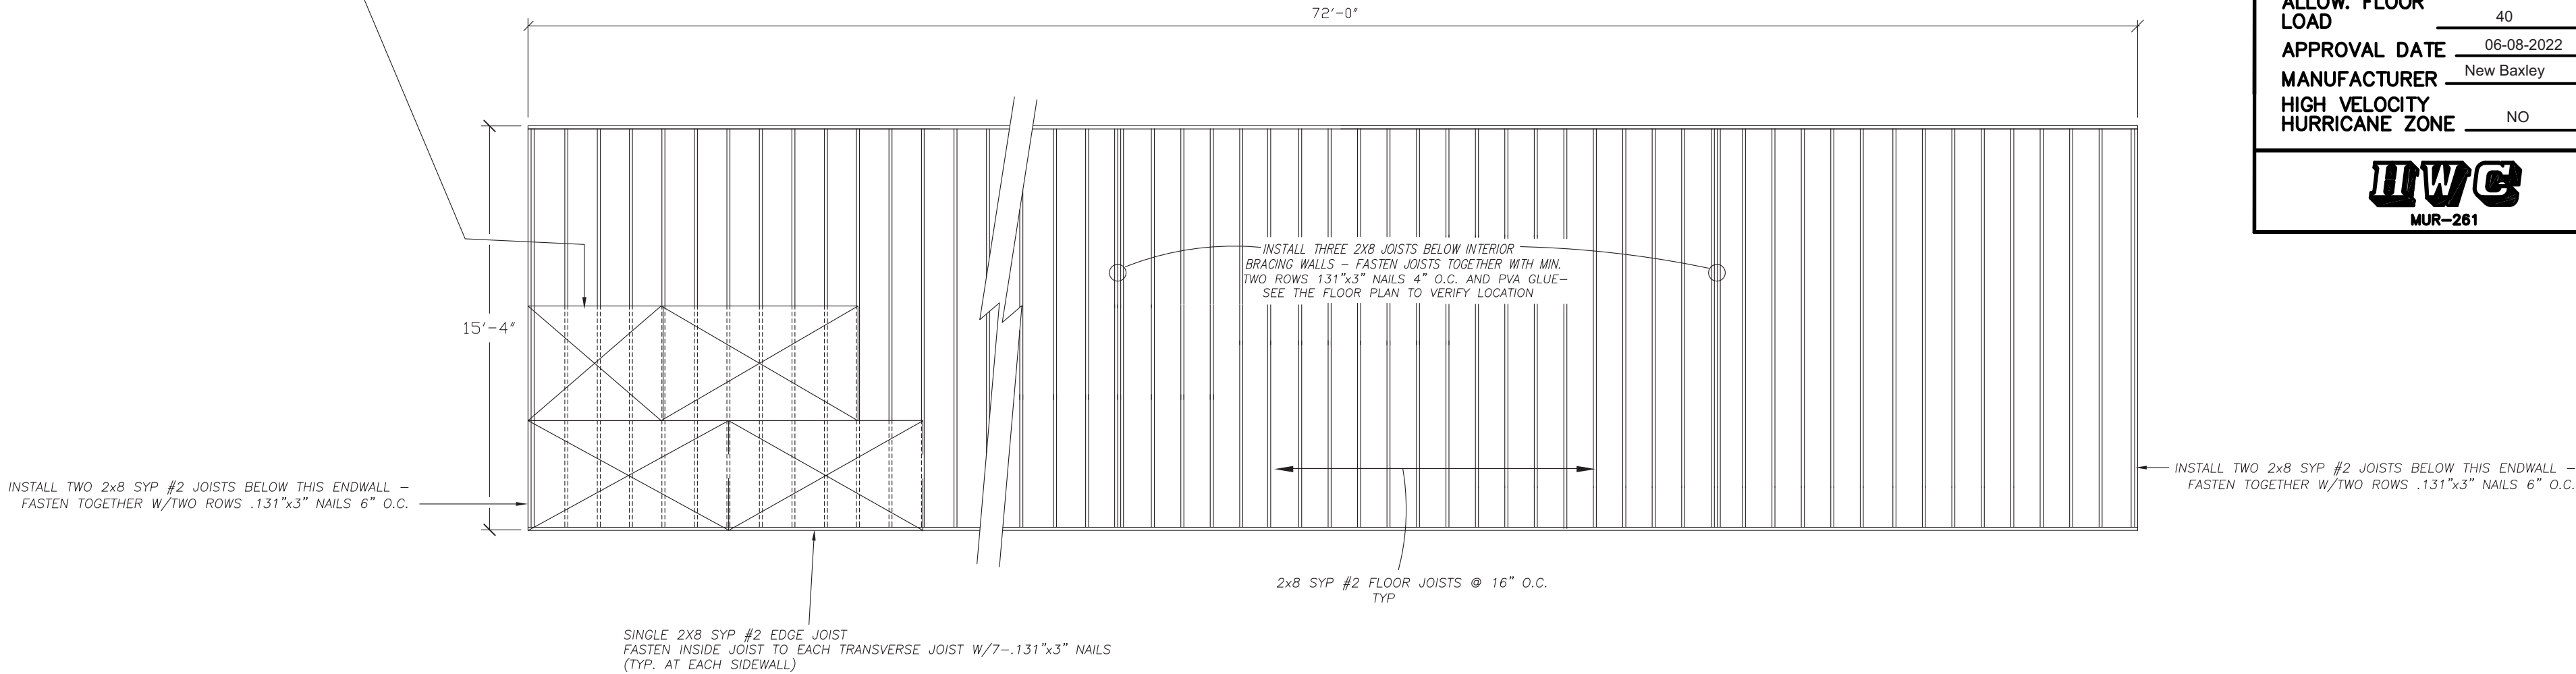 72'-0"
ALLOW. FLOOR
LOAD 40
APPROVAL DATE 06-08-2022
MANUFACTURER New Baxley
HIGH VELOCITY
HURRICANE ZONE NO
HWC
MUR-261
INSTALL THREE 2X8 JOISTS BELOW INTERIOR
BRACING WALLS - FASTEN JOISTS TOGETHER WITH MIN.
TWO ROWS 131"x3" NAILS 4" O.C. AND PVA GLUE-
SEE THE FLOOR PLAN TO VERIFY LOCATION
15'-4"
INSTALL TWO 2x8 SYP #2 JOISTS BELOW THIS ENDWALL -
FASTEN TOGETHER W/TWO ROWS .131"x3" NAILS 6" O.C.
INSTALL TWO 2x8 SYP #2 JOISTS BELOW THIS ENDWALL -
FASTEN TOGETHER W/TWO ROWS .131"x3" NAILS 6" O.C.
2x8 SYP #2 FLOOR JOISTS @ 16" O.C.
TYP
SINGLE 2X8 SYP #2 EDGE JOIST
FASTEN INSIDE JOIST TO EACH TRANSVERSE JOIST W/7-.131"x3" NAILS
(TYP. AT EACH SIDEWALL)